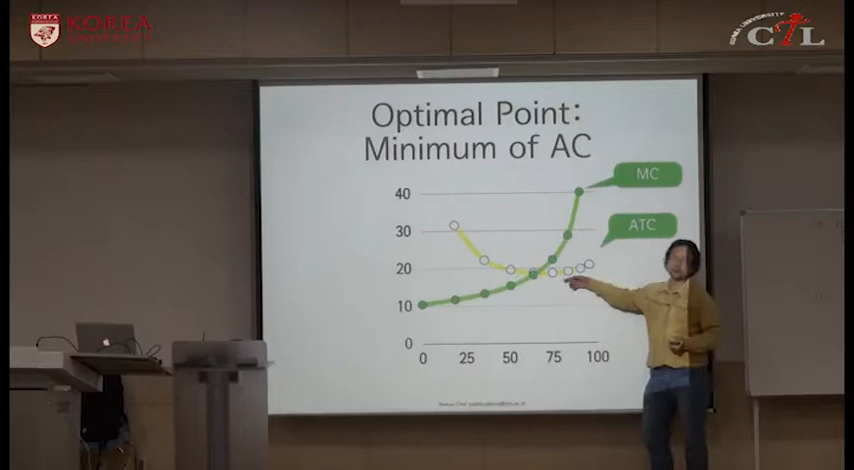 KOREA
UNIVERSITY
CTL
Optimal Point:
Minimum of AC
MC
40
ATC
30
20
10
0
0 25 50 75 100